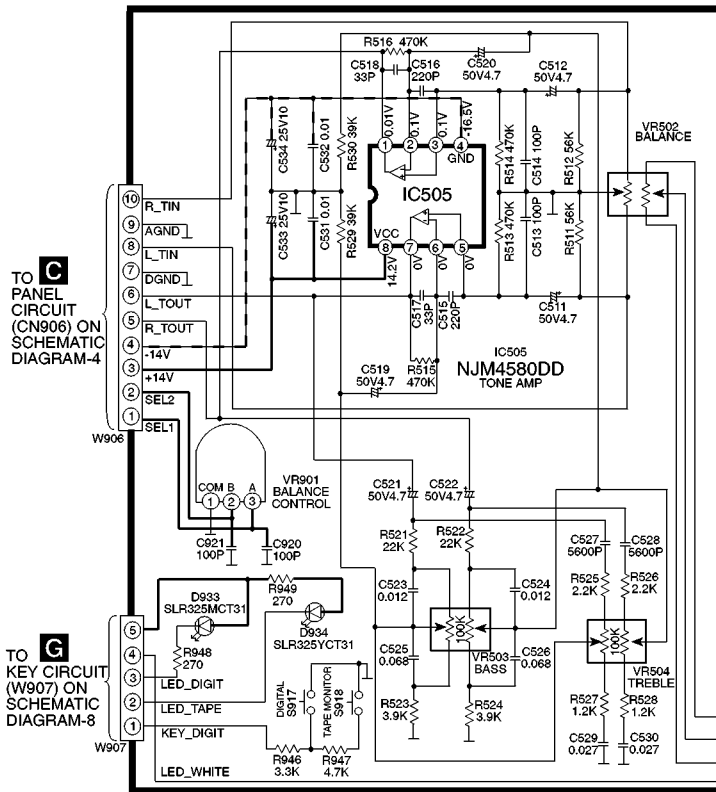 R516 470K
C518
33P
C516
220P
C520
50V4.7
C512
50V4.7
VR502
BALANCE
0.01V
0.1V
0.1V
-16.5V
C534 25V10
C532 0.01
R530 39K
1
2
3
4
GND
IC505
R514 470K
C514 100P
R512 56K
C533 25V10
C531 0.01
R529 39K
VCC
8
7
6
5
14.2V
0V
0V
0V
R513 470K
C513 100P
R511 56K
C517
33P
C515
220P
C511
50V4.7
R515
470K
C519
50V4.7
IC505
NJM4580DD
TONE AMP
TO C
PANEL
CIRCUIT
(CN906) ON
SCHEMATIC
DIAGRAM-4
10
R_TIN
9
AGND
8
L_TIN
7
DGND
6
L_TOUT
5
R_TOUT
4
-14V
3
+14V
2
SEL2
1
SEL1
W906
COM B A
1
2
3
VR901
BALANCE
CONTROL
C921
100P
C920
100P
C521
50V4.7
C522
50V4.7
R521
22K
R522
22K
C527
5600P
C528
5600P
C523
0.012
C524
0.012
R525
2.2K
R526
2.2K
100K
VR503
BASS
100K
VR504
TREBLE
C525
0.068
C526
0.068
R523
3.9K
R524
3.9K
R527
1.2K
R528
1.2K
C529
0.027
C530
0.027
D933
SLR325MCT31
R949
270
D934
SLR325YCT31
R948
270
TO G
KEY CIRCUIT
(W907) ON
SCHEMATIC
DIAGRAM-8
5
4
3
LED_DIGIT
2
LED_TAPE
1
KEY_DIGIT
W907
LED_WHITE
DIGITAL
S917
TAPE MONITOR
S918
R946
3.3K
R947
4.7K